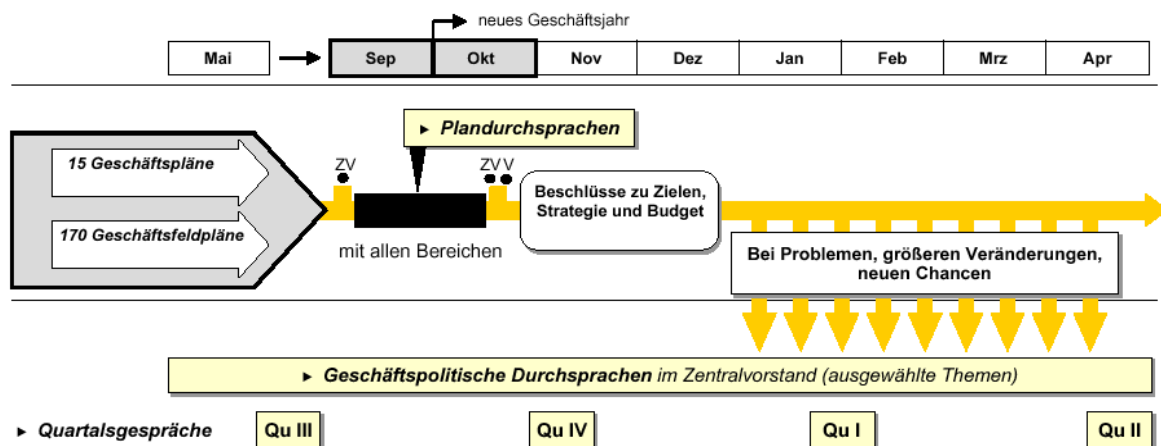 neues Geschäftsjahr
Mai
Sep
Okt
Nov
Dez
Jan
Feb
Mrz
Apr
► Plandurchsprachen
15 Geschäftspläne
ZV
ZV V
Beschlüsse zu Zielen,
Strategie und Budget
170 Geschäftsfeldpläne
mit allen Bereichen
Bei Problemen, größeren Veränderungen,
neuen Chancen
► Geschäftspolitische Durchsprachen im Zentralvorstand (ausgewählte Themen)
► Quartalsgespräche
Qu III
Qu IV
Qu I
Qu II